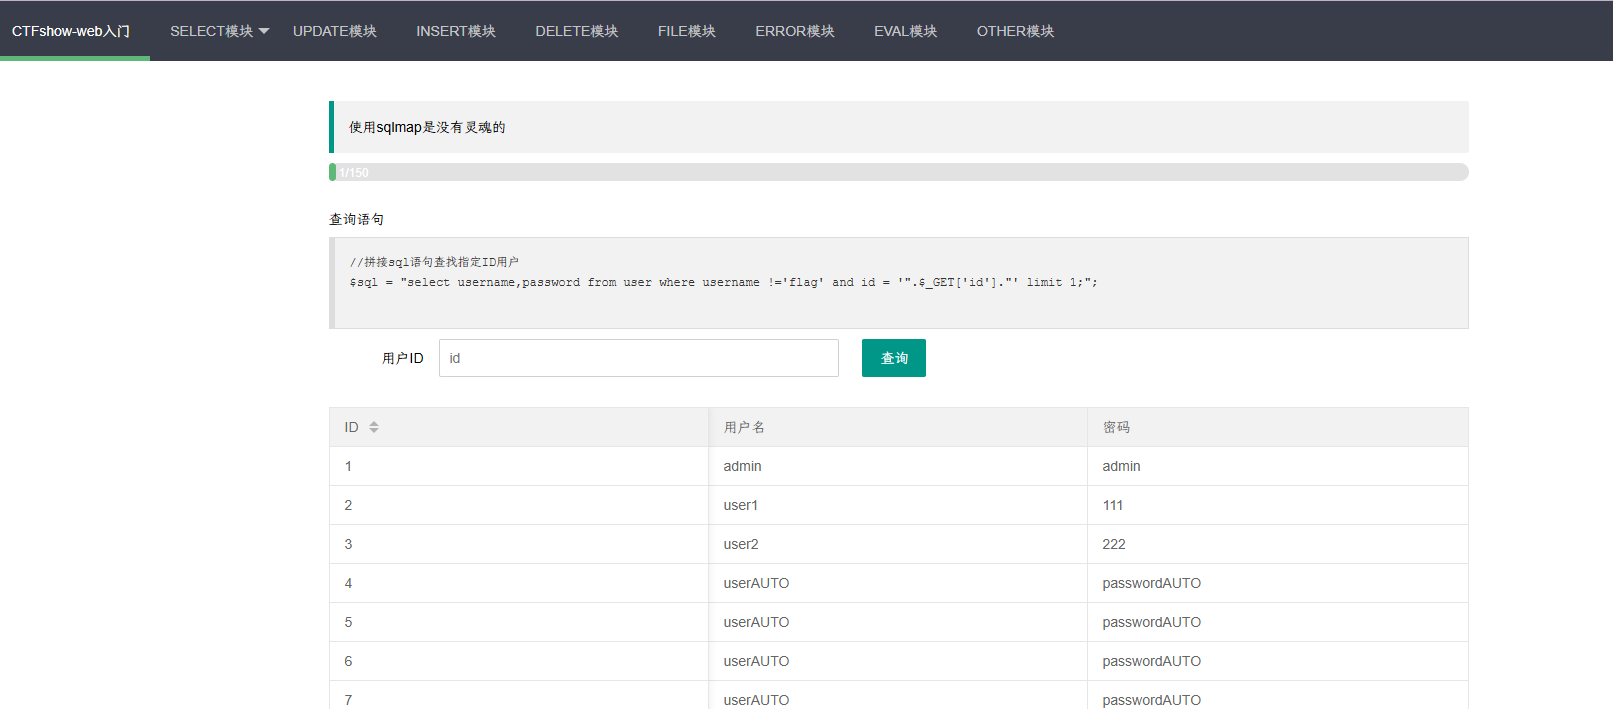 CTFshow-web入门 SELECT模块 UPDATE模块 INSERT模块 DELETE模块 FILE模块 ERROR模块 EVAL模块 OTHER模块
使用sqlmap是没有灵魂的
1/150
查询语句
//拼接sql语句查找指定ID用户
$sql = "select username,password from user where username !='flag' and id = '".$_GET['id']."' limit 1;";
用户ID id 查询
ID 用户名 密码
1 admin admin
2 user1 111
3 user2 222
4 userAUTO passwordAUTO
5 userAUTO passwordAUTO
6 userAUTO passwordAUTO
7 userAUTO passwordAUTO